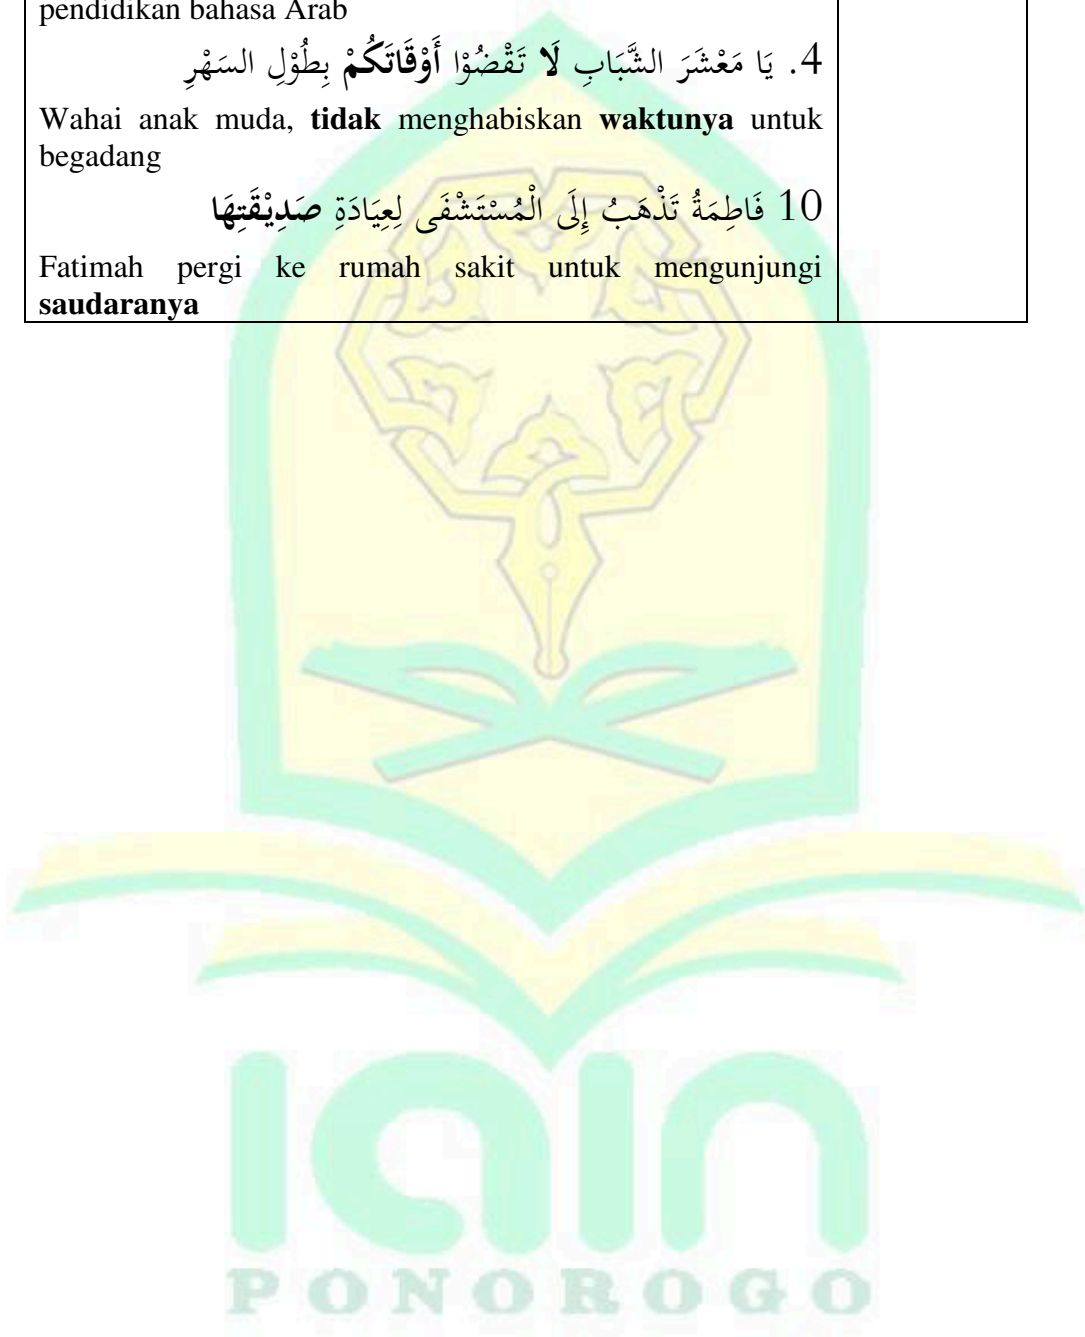 pendidikan bahasa Arab
4. يَا مَعْشَرَ الشَّبَابِ لَا تَقْضُوْا أَوْقَاتَكُمْ بِطُوْلِ السَهْرِ
Wahai anak muda, tidak menghabiskan waktunya untuk
begadang
10 فَاطِمَةُ تَذْهَبُ إِلَى الْمُسْتَشْفَى لِعِيَادَةِ صَدِيْقَتِهَا
Fatimah pergi ke rumah sakit untuk mengunjungi
saudaranya
iain
PONOROGO